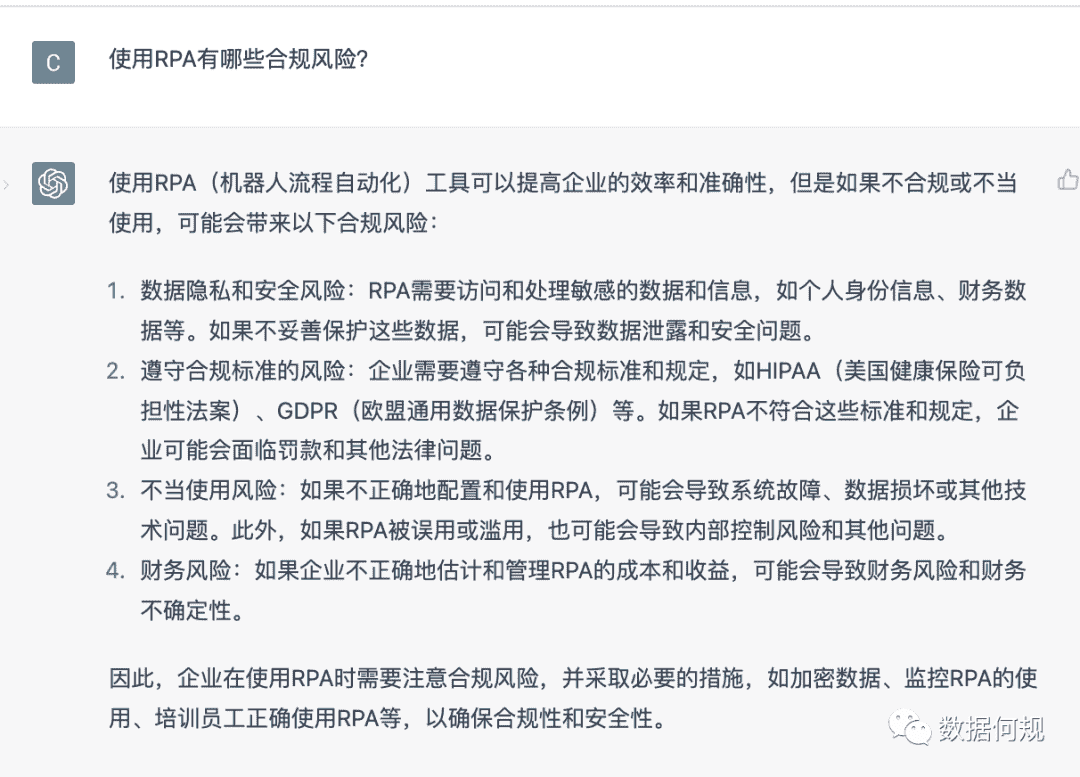 C
使用RPA有哪些合规风险?
使用RPA（机器人流程自动化）工具可以提高企业的效率和准确性，但是如果不合规或不当
使用，可能会带来以下合规风险：
1. 数据隐私和安全风险：RPA需要访问和处理敏感的数据和信息，如个人身份信息、财务数
据等。如果不妥善保护这些数据，可能会导致数据泄露和安全问题。
2. 遵守合规标准的风险：企业需要遵守各种合规标准和规定，如HIPAA（美国健康保险可负
担性法案）、GDPR（欧盟通用数据保护条例）等。如果RPA不符合这些标准和规定，企
业可能会面临罚款和其他法律问题。
3. 不当使用风险：如果不正确地配置和使用RPA，可能会导致系统故障、数据损坏或其他技
术问题。此外，如果RPA被误用或滥用，也可能会导致内部控制风险和其他问题。
4. 财务风险：如果企业不正确地估计和管理RPA的成本和收益，可能会导致财务风险和财务
不确定性。
因此，企业在使用RPA时需要注意合规风险，并采取必要的措施，如加密数据、监控RPA的使
用、培训员工正确使用RPA等，以确保合规性和安全性。
数据何规